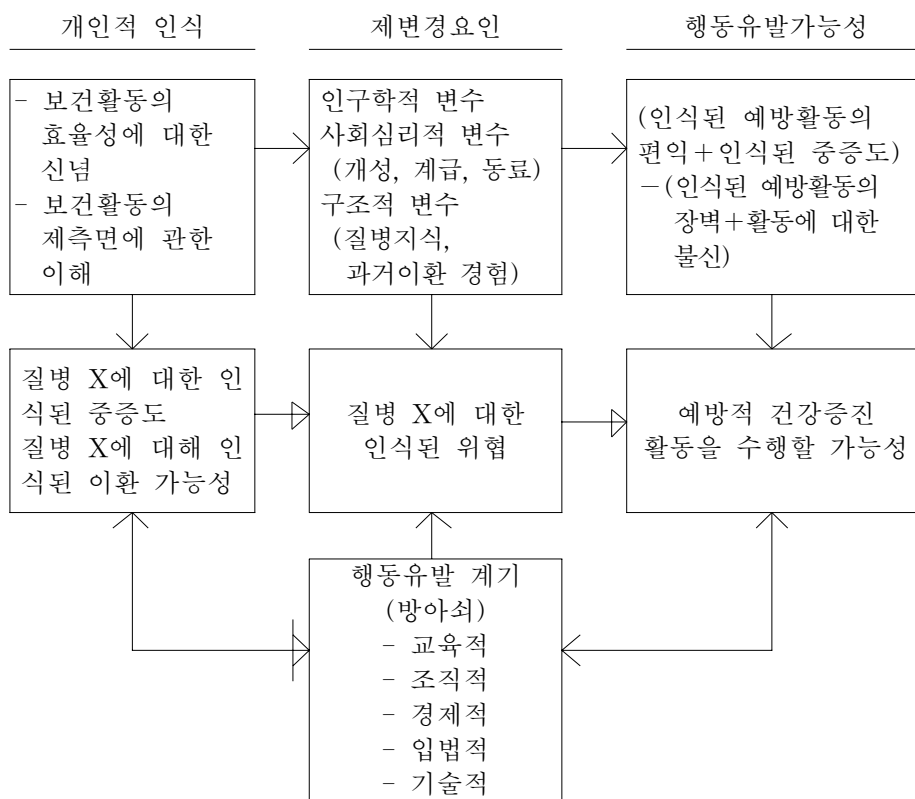 개인적 인식
제변경요인
행동유발가능성
- 보건활동의
효율성에 대한
신념
- 보건활동의
제측면에 관한
이해
인구학적 변수
사회심리적 변수
(개성, 계급, 동료)
구조적 변수
(질병지식,
과거이환 경험)
(인식된 예방활동의
편익+인식된 중증도)
-(인식된 예방활동의
장벽+활동에 대한
불신)
질병 X에 대한 인
식된 중증도
질병 X에 대해 인
식된 이환 가능성
질병 X에 대한
인식된 위협
예방적 건강증진
활동을 수행할 가능성
행동유발 계기
(방아쇠)
- 교육적
- 조직적
- 경제적
- 입법적
- 기술적